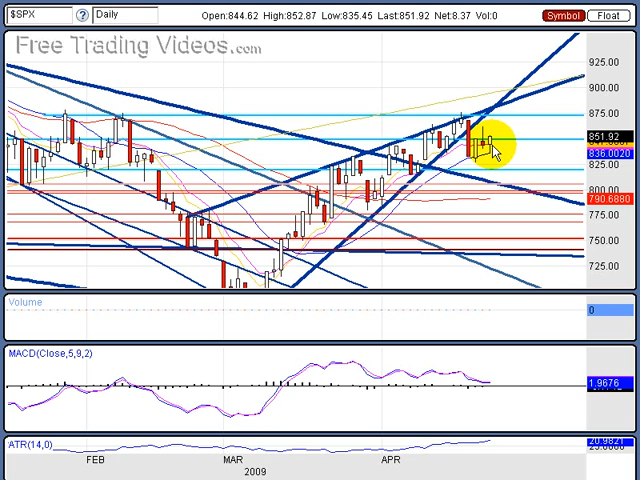 $SPX ? Daily Open:844.62 High:852.87 Low:835.45 Last:851.92 Net:8.37 Vol:0 Symbol Float
Free Trading Videos.com
925.00
900.00
875.00
851.92
836.0020
825.00
800.00
790.6880
775.00
750.00
725.00
Volume
0
MACD(Close,5,9,2)
1.9676
ATR(14,0)
20.9821
FEB MAR APR
2009